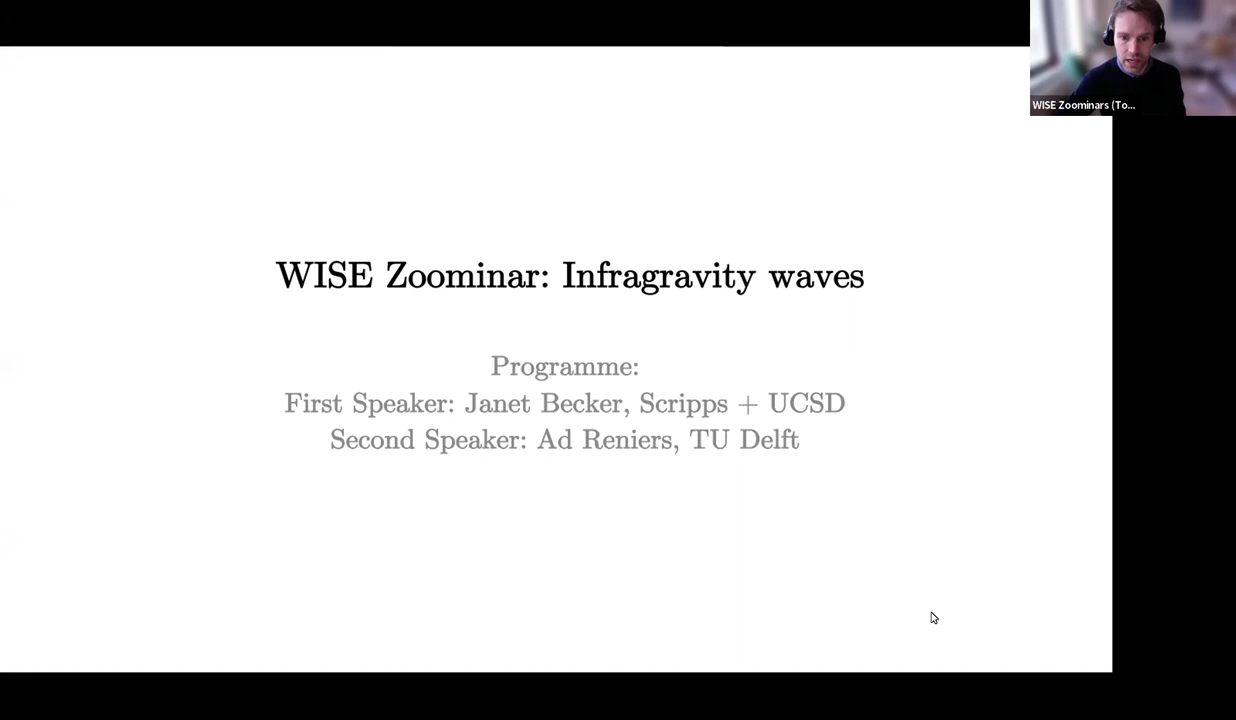 WISE Zoominars (To...
WISE Zoominar: Infragravity waves
Programme:
First Speaker: Janet Becker, Scripps + UCSD
Second Speaker: Ad Reniers, TU Delft